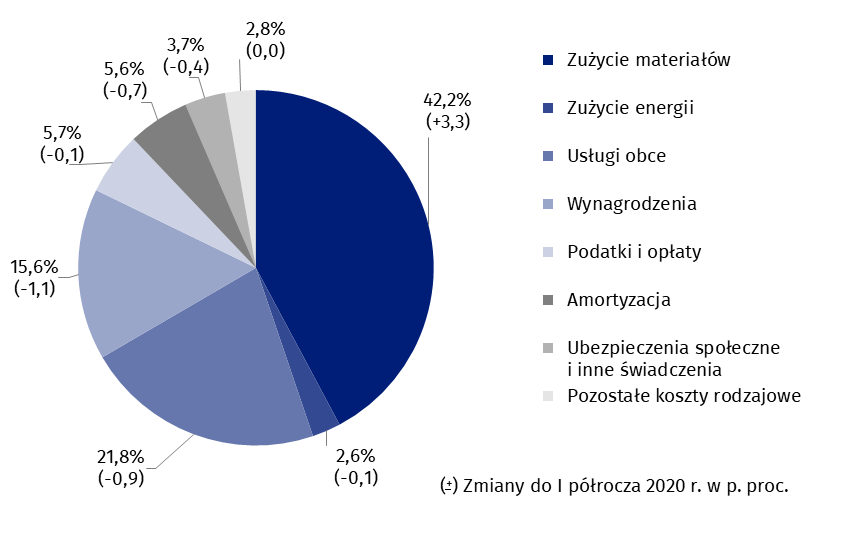 2,8%
(0,0)
3,7%
(-0,4)
5,6%
(-0,7)
5,7%
(-0,1)
15,6%
(-1,1)
21,8%
(-0,9)
2,6%
(-0,1)
42,2%
(+3,3)
Zużycie materiałów
Zużycie energii
Usługi obce
Wynagrodzenia
Podatki i opłaty
Amortyzacja
Ubezpieczenia społeczne
i inne świadczenia
Pozostałe koszty rodzajowe
(±) Zmiany do I półrocza 2020 r. w p. proc.